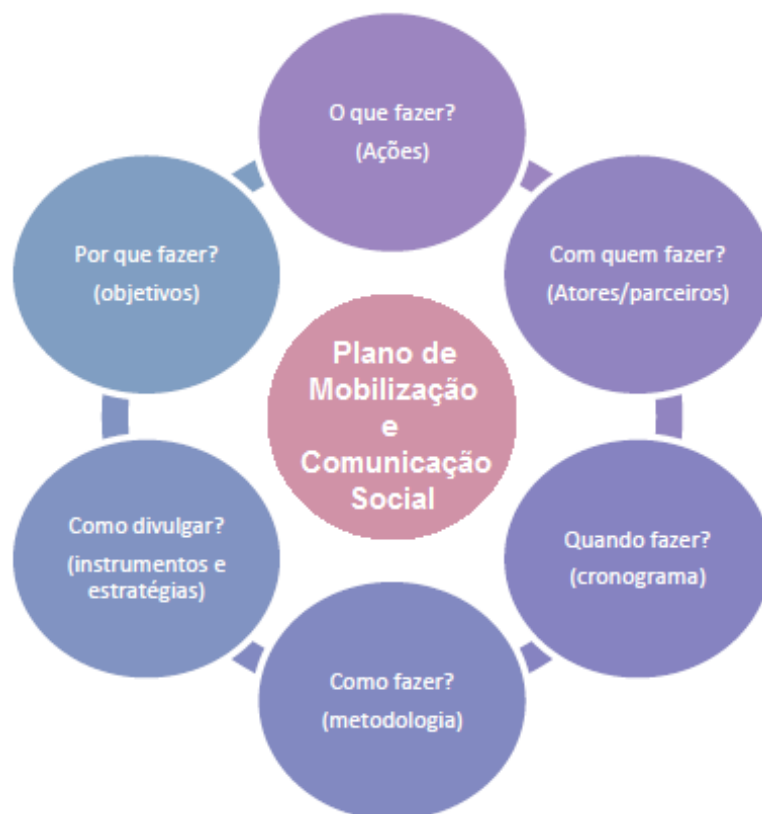 O que fazer?
(Ações)
Com quem fazer?
(Atores/parceiros)
Quando fazer?
(cronograma)
Como fazer?
(metodologia)
Como divulgar?
(instrumentos e
estratégias)
Por que fazer?
(objetivos)
Plano de
Mobilização
e
Comunicação
Social